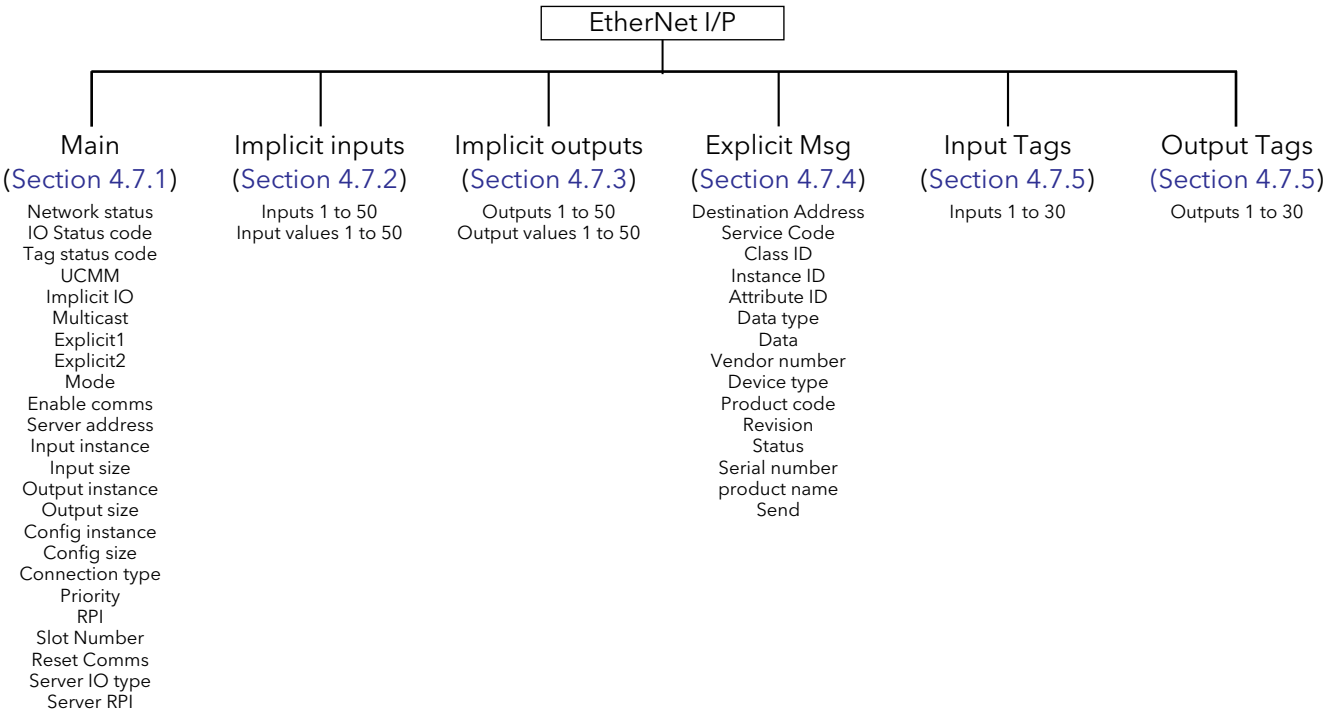 EtherNet I/P
Main
(Section 4.7.1)
Network status
IO Status code
Tag status code
UCMM
Implicit IO
Multicast
Explicit1
Explicit2
Mode
Enable comms
Server address
Input instance
Input size
Output instance
Output size
Config instance
Config size
Connection type
Priority
RPI
Slot Number
Reset Comms
Server IO type
Server RPI
Implicit inputs
(Section 4.7.2)
Inputs 1 to 50
Input values 1 to 50
Implicit outputs
(Section 4.7.3)
Outputs 1 to 50
Output values 1 to 50
Explicit Msg
(Section 4.7.4)
Destination Address
Service Code
Class ID
Instance ID
Attribute ID
Data type
Data
Vendor number
Device type
Product code
Revision
Status
Serial number
product name
Send
Input Tags
(Section 4.7.5)
Inputs 1 to 30
Output Tags
(Section 4.7.5)
Outputs 1 to 30